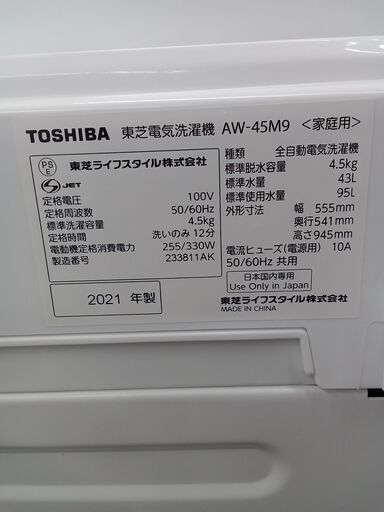 TOSHIBA 東芝電気洗濯機 AW-45M9 <家庭用>
PS E 東芝ライフスタイル株式会社
S JET
定格電圧 100V
定格周波数 50/60Hz
標準洗濯容量 4.5kg
定格時間 洗いのみ 12分
電動機定格消費電力 255/330W
製造番号 233811AK
2021 年製
種類 全自動電気洗濯機
標準脱水容量 4.5kg
標準水量 43L
標準使用水量 95L
外形寸法 幅 555mm
奥行541mm
高さ945mm
電流ヒューズ(電源用) 10A
50/60Hz 共用
日本国内専用
Use Only in Japan
東芝ライフスタイル株式会社
MADE IN CHINA